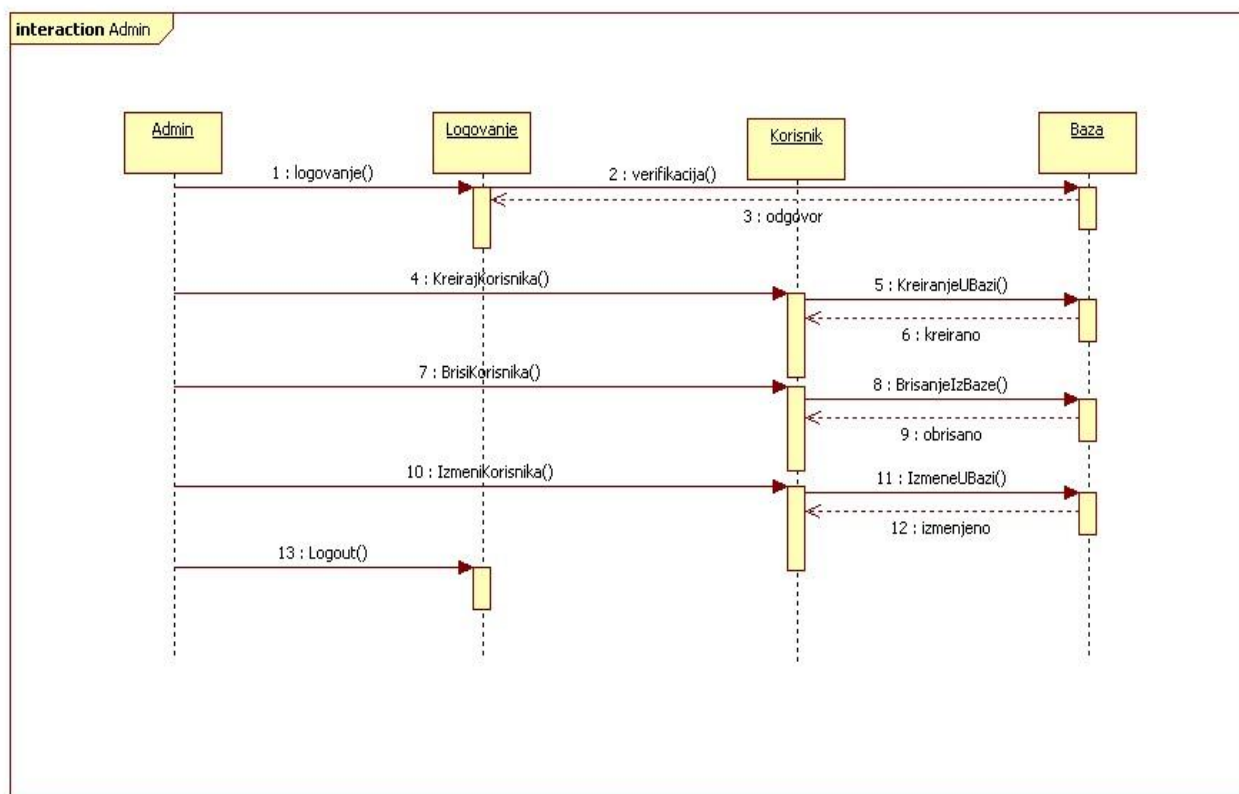 interaction Admin
Admin
Logovanje
Korisnik
Baza
1 : logovanje()
2 : verifikacija()
3 : odgovor
4 : KreirajKorisnika()
5 : KreiranjeUBazi()
6 : kreirano
7 : BrisiKorisnika()
8 : BrisanjeIzBaze()
9 : obrisano
10 : IzmeniKorisnika()
11 : IzmeneUBazi()
12 : izmenjeno
13 : Logout()